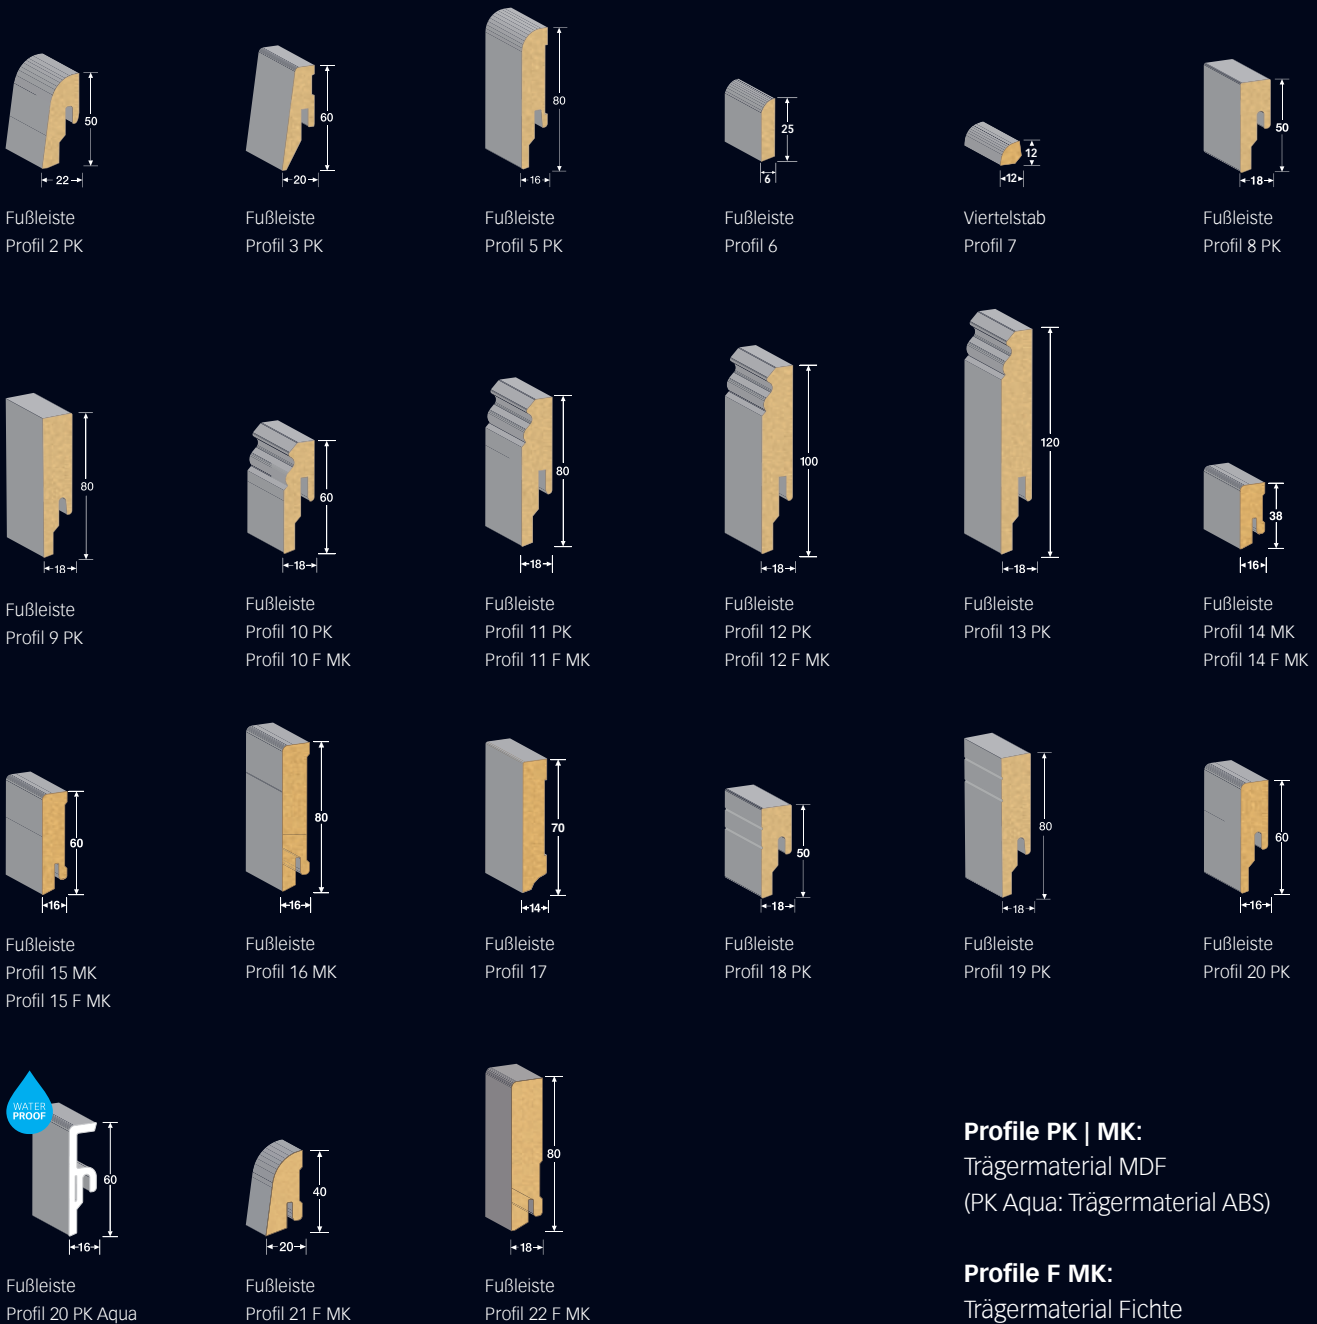 50
22
Fußleiste
Profil 2 PK
60
20
Fußleiste
Profil 3 PK
80
16
Fußleiste
Profil 5 PK
25
6
Fußleiste
Profil 6
12
12
Viertelstab
Profil 7
50
18
Fußleiste
Profil 8 PK
80
18
Fußleiste
Profil 9 PK
60
18
Fußleiste
Profil 10 PK
Profil 10 F MK
80
18
Fußleiste
Profil 11 PK
Profil 11 F MK
100
18
Fußleiste
Profil 12 PK
Profil 12 F MK
120
18
Fußleiste
Profil 13 PK
38
16
Fußleiste
Profil 14 MK
Profil 14 F MK
60
16
Fußleiste
Profil 15 MK
Profil 15 F MK
80
16
Fußleiste
Profil 16 MK
70
14
Fußleiste
Profil 17
50
18
Fußleiste
Profil 18 PK
80
18
Fußleiste
Profil 19 PK
60
16
Fußleiste
Profil 20 PK
WATER
PROOF
60
16
Fußleiste
Profil 20 PK Aqua
40
20
Fußleiste
Profil 21 F MK
80
18
Fußleiste
Profil 22 F MK
Profile PK | MK:
Trägermaterial MDF
(PK Aqua: Trägermaterial ABS)
Profile F MK:
Trägermaterial Fichte